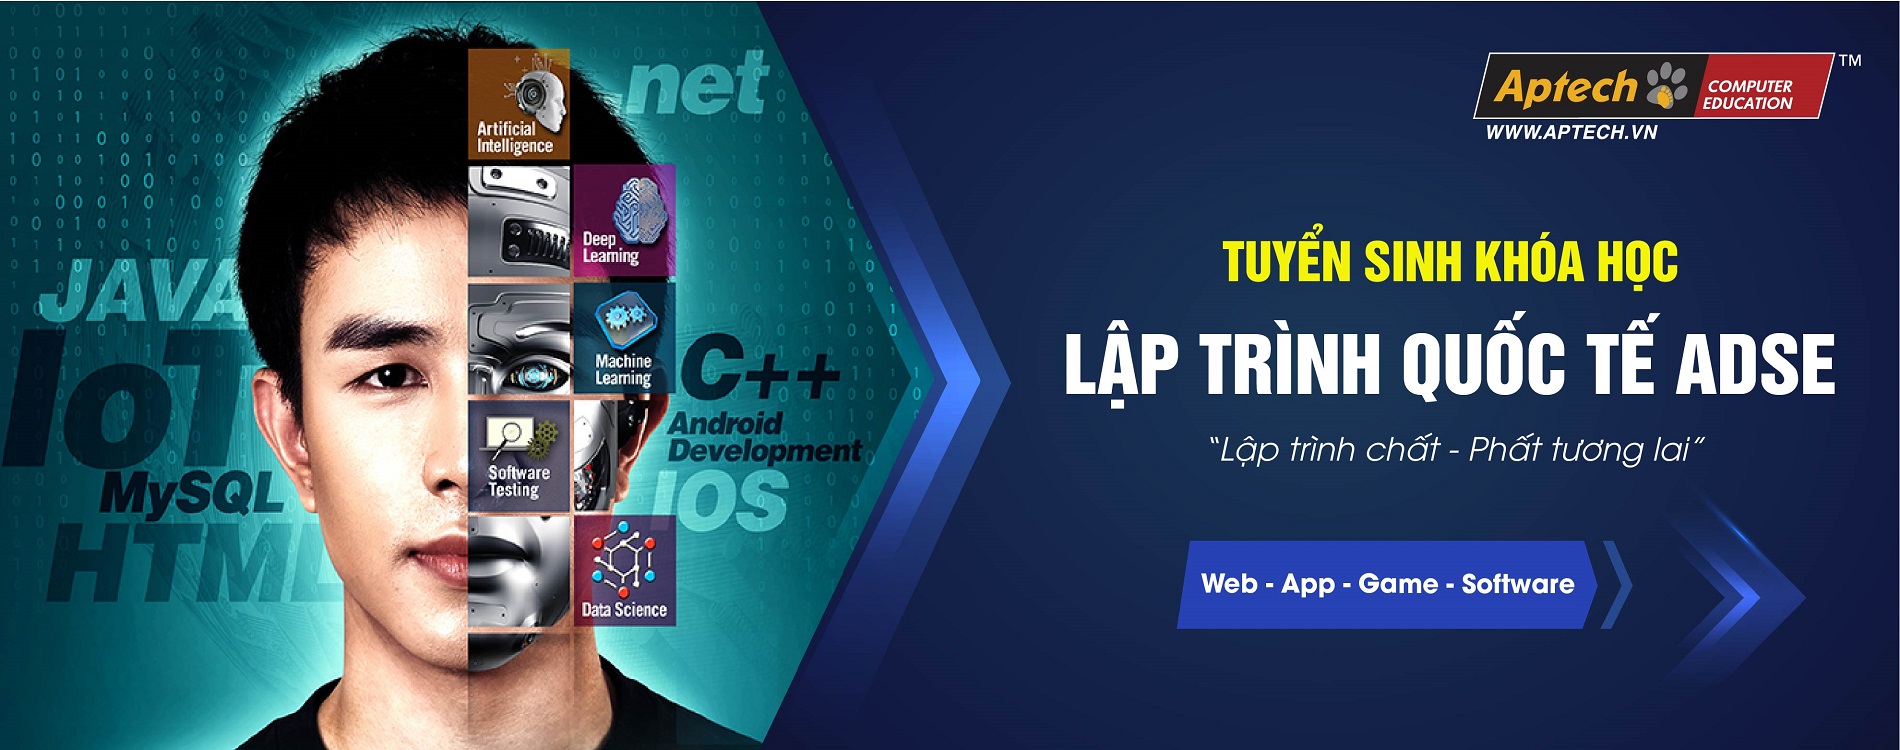 .net
Artificial
Intelligence
Deep
Learning
JAVA
IoT
Machine
Learning
C++
Android
Development
Software
Testing
MySQL
iOS
HTML
Data Science
Aptech
COMPUTER
EDUCATION
TM
WWW.APTECH.VN
TUYỂN SINH KHÓA HỌC
LẬP TRÌNH QUỐC TẾ ADSE
“Lập trình chất - Phất tương lai”
Web - App - Game - Software